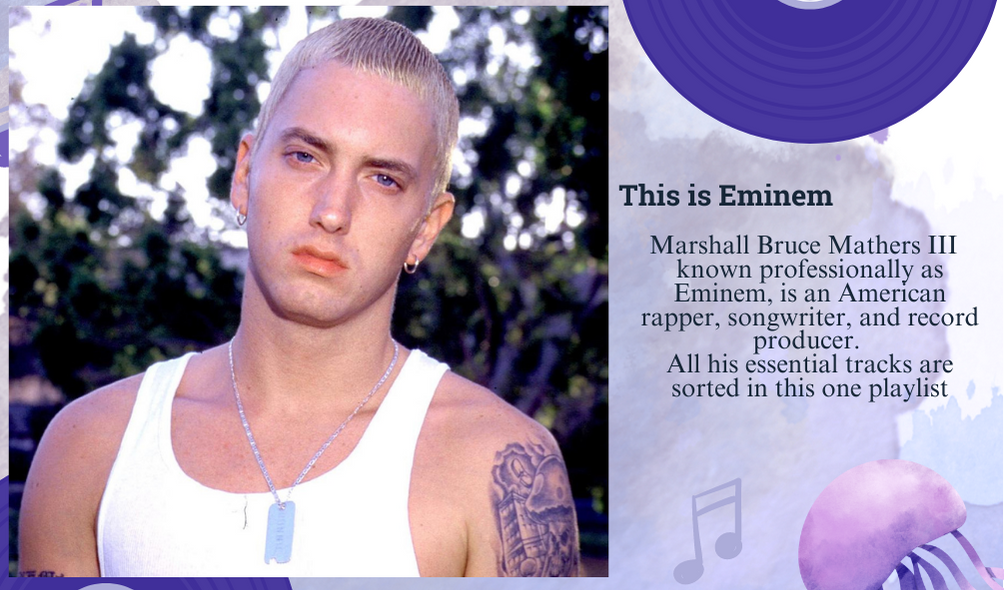 This is Eminem
Marshall Bruce Mathers III
known professionally as
Eminem, is an American
rapper, songwriter, and record
producer.
All his essential tracks are
sorted in this one playlist